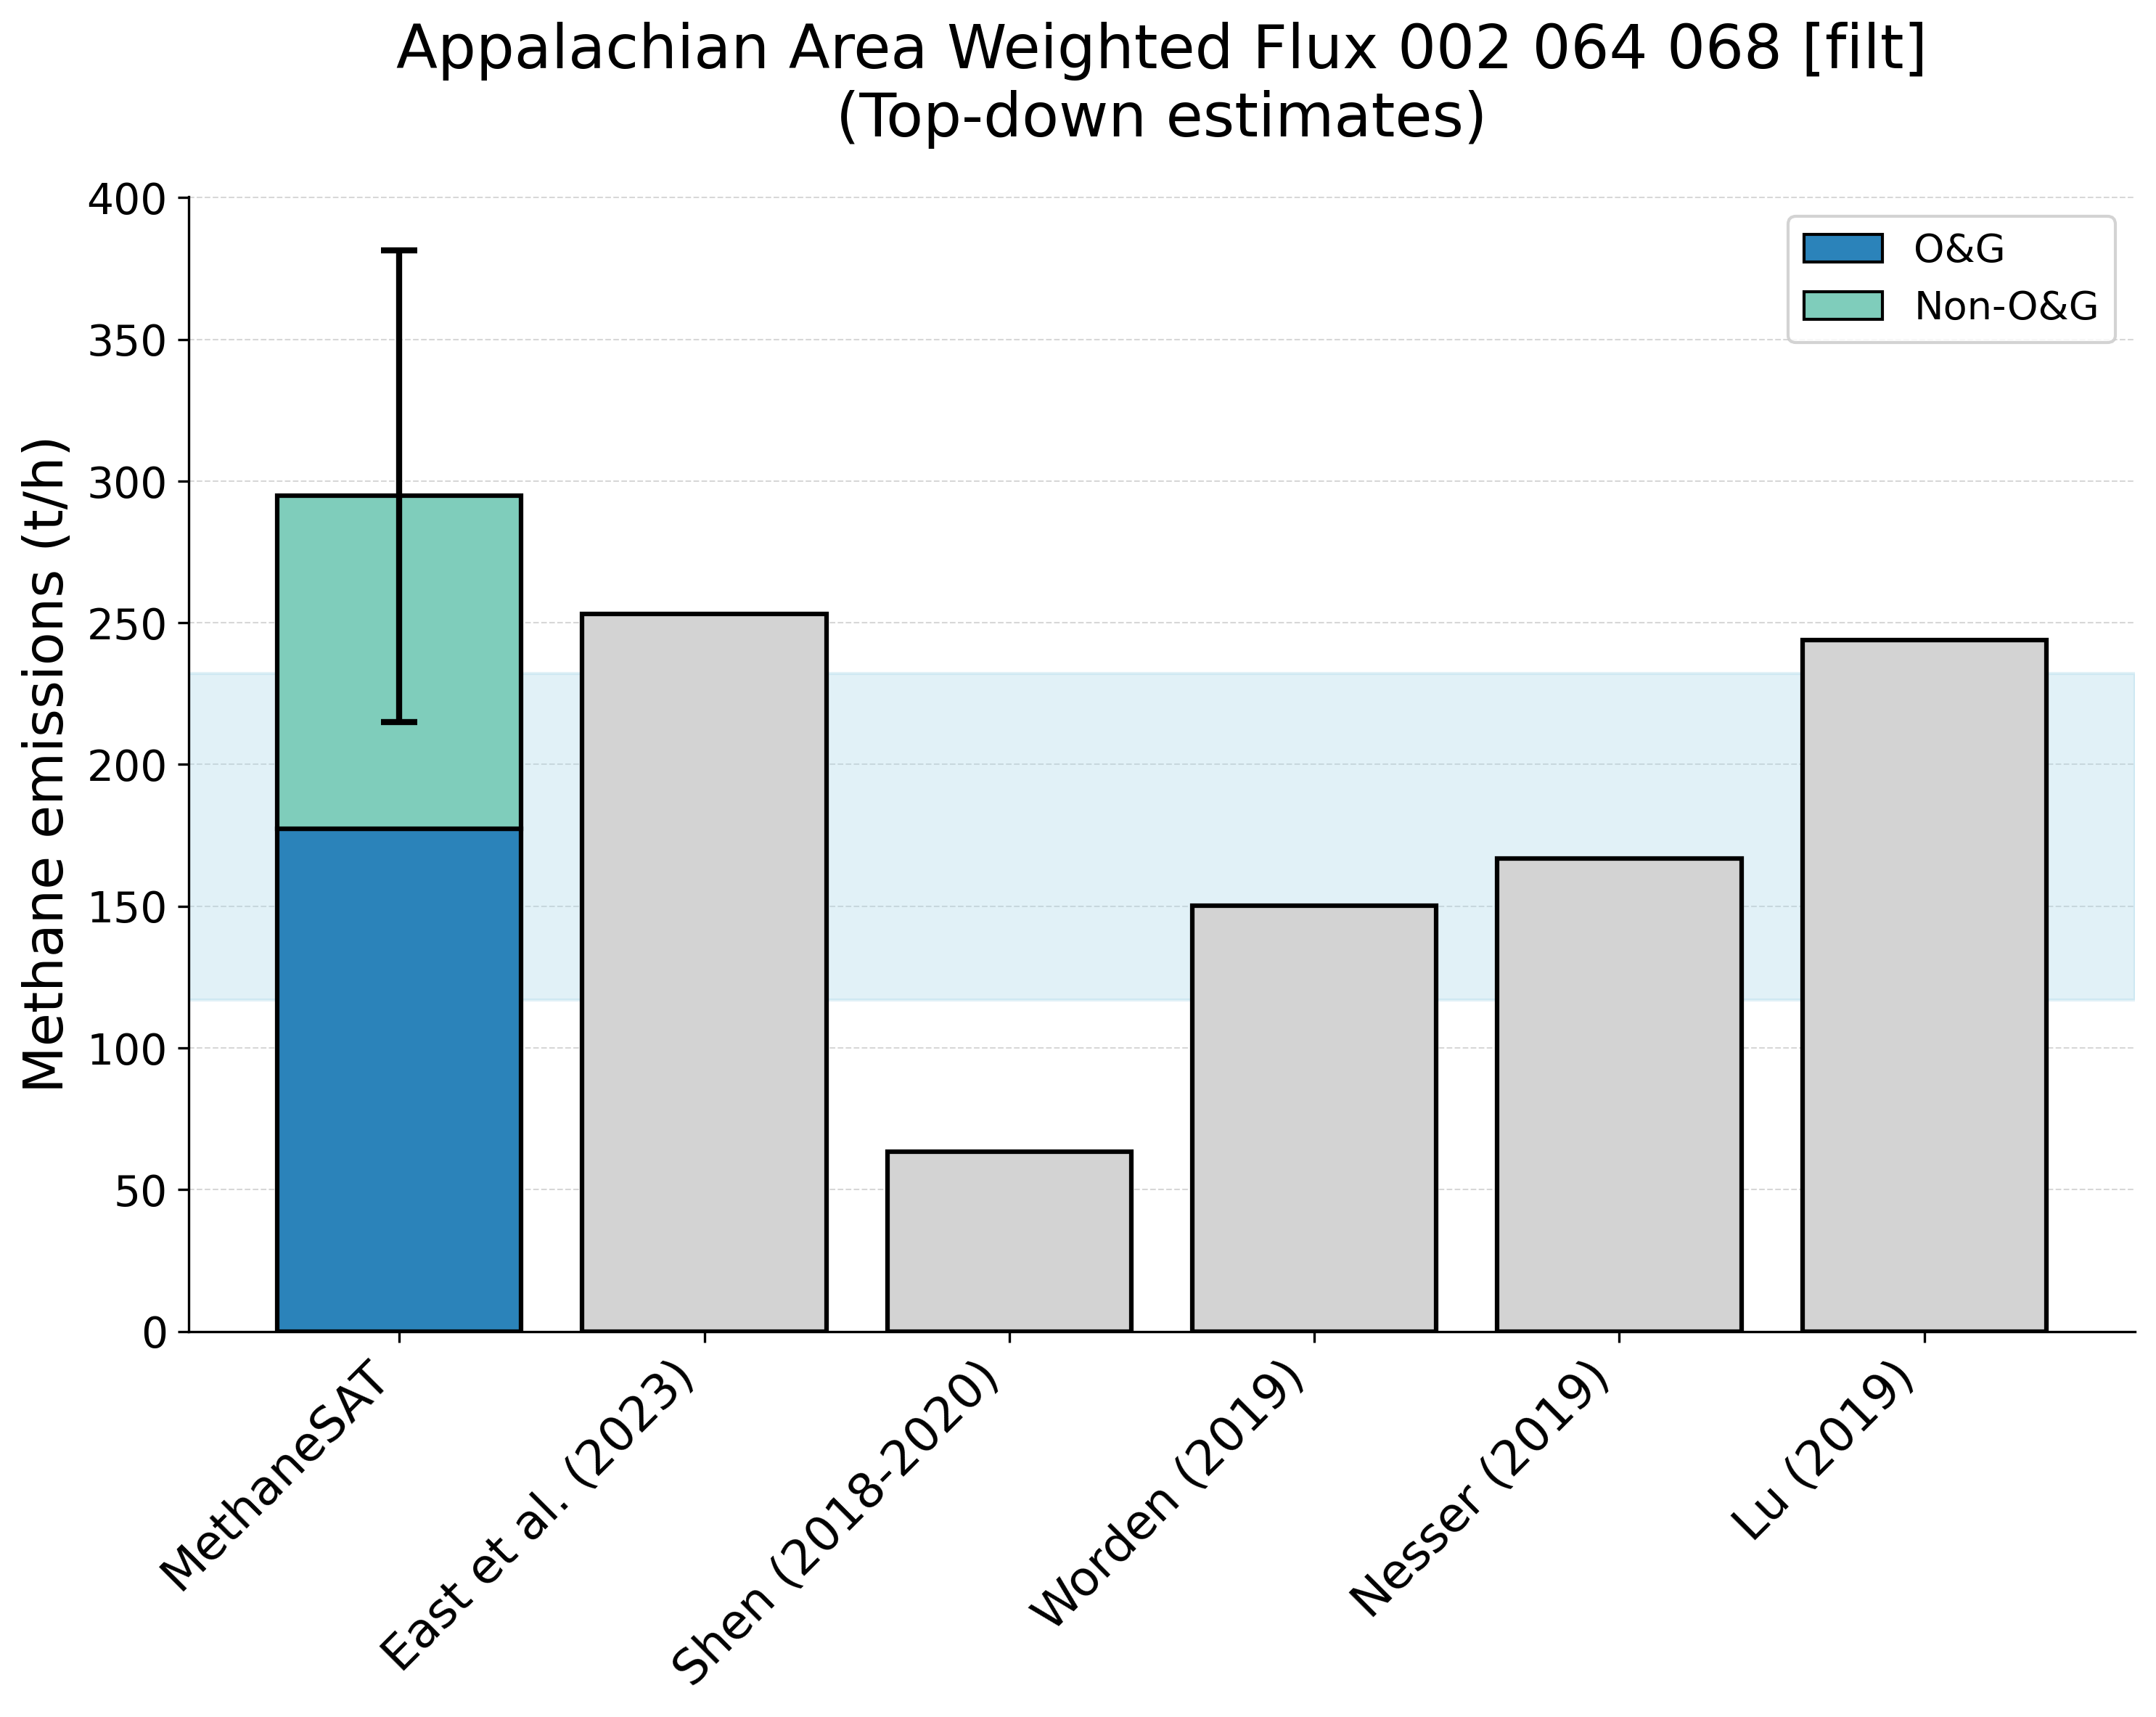 Appalachian Area Weighted Flux 002 064 068 [filt]
(Top-down estimates)
Methane emissions (t/h)
400
350
300
250
200
150
100
50
0
O&G
Non-O&G
MethaneSAT
East et al. (2023)
Shen (2018-2020)
Worden (2019)
Nesser (2019)
Lu (2019)